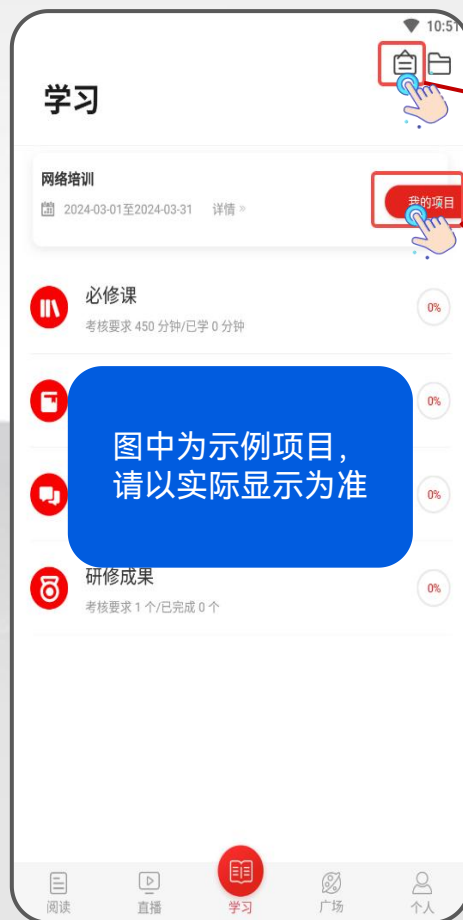 10:51
学习
网络培训
2024-03-01至2024-03-31 详情 »
我的项目
必修课
考核要求 450 分钟/已学 0 分钟
0%
0%
图中为示例项目，
请以实际显示为准
0%
研修成果
考核要求 1 个/已完成 0 个
0%
阅读 直播 学习 广场 个人